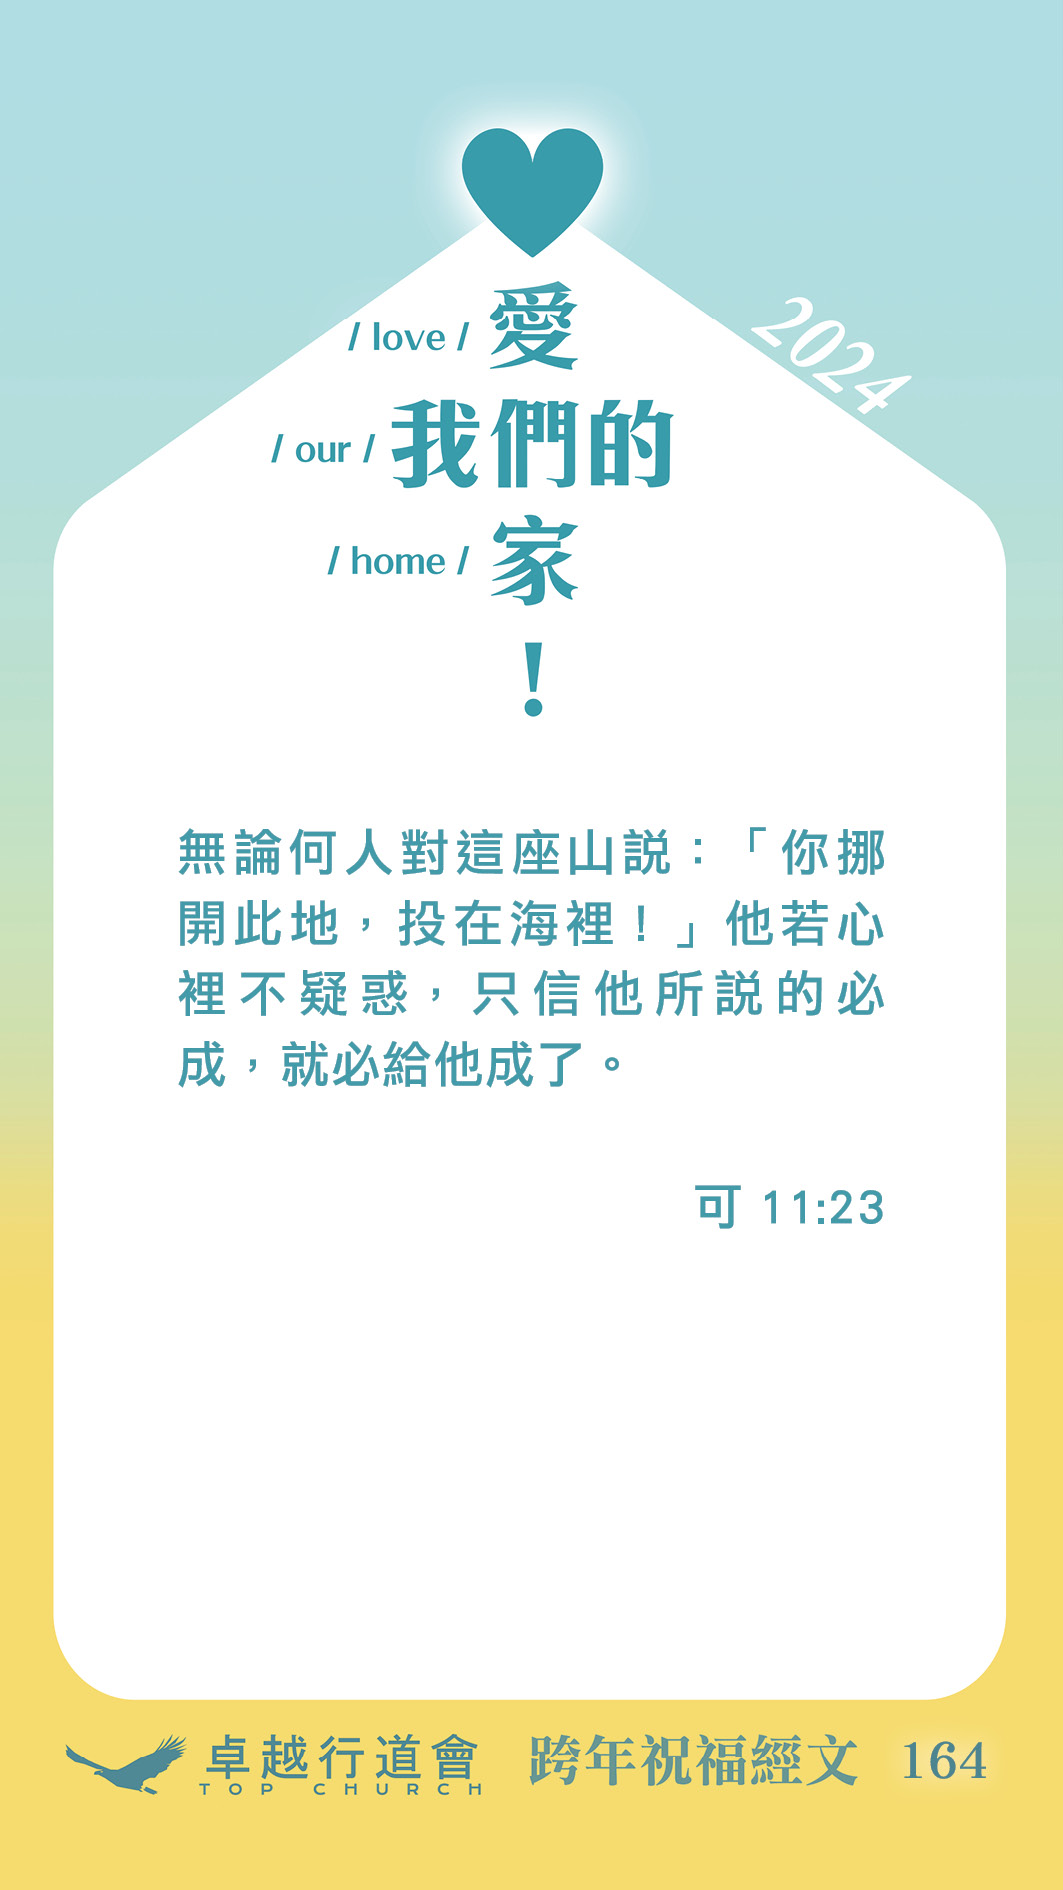 / love / 愛
2024
/ our / 我們的
/ home / 家
！
無論何人對這座山説：「你挪
開此地，投在海裡！」他若心
裡不疑惑，只信他所説的必
成，就必給他成了。
可 11:23
卓越行道會
TOP CHURCH
跨年祝福經文 164